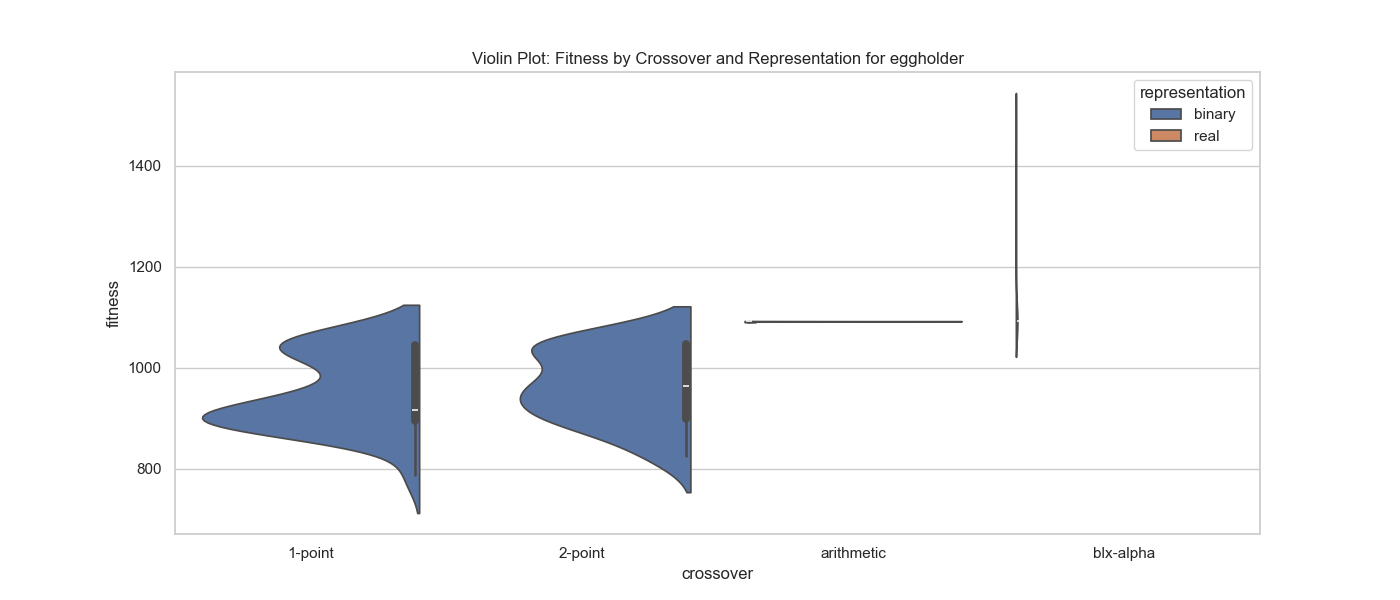 Violin Plot: Fitness by Crossover and Representation for eggholder
representation
binary
real
fitness
1400
1200
1000
800
1-point
2-point
arithmetic
blx-alpha
crossover